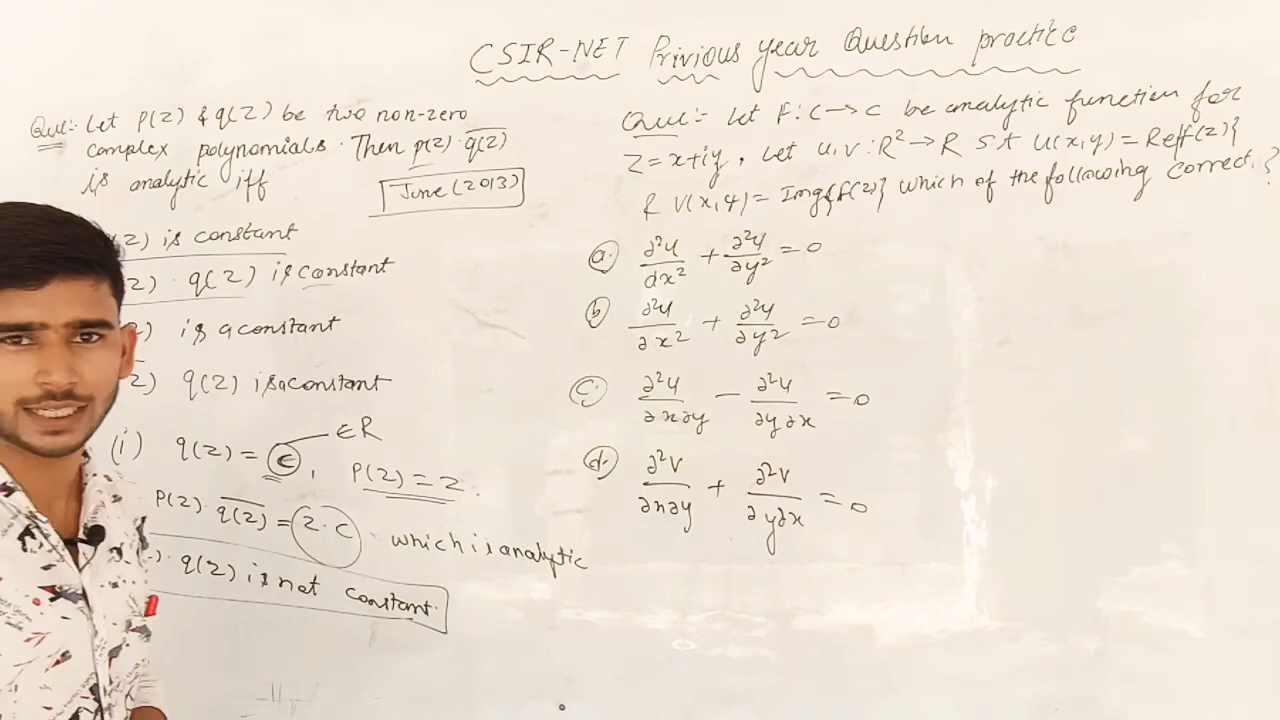 CSIR-NET Privious year Question practice
Que:- Let P(z) & q(z) be two non-zero
complex polynomials. Then p(z)·q̅(̅z̅)̅
is analytic iff
June (2013)
z) is constant
z) · q(z) is constant
z) is a constant
z̅) q(z) is a constant
(i) q(z) = c, ∈R P(z) = z.
P(z)·q̅(̅z̅)̅ = z·c which is analytic
q(z) is not constant.
Que:- Let F: c→c be analytic function for
z = x+iy, Let u,v: R²→R s.t u(x,y) = Re{f(z)}
& v(x,y) = Img{f(z)} which of the following correct?
a. ∂²u/dx² + ∂²u/∂y² = 0
b) ∂²u/∂x² + ∂²u/∂y² = 0
c) ∂²u/∂x∂y − ∂²u/∂y∂x = 0
d. ∂²v/∂x∂y + ∂²v/∂y∂x = 0